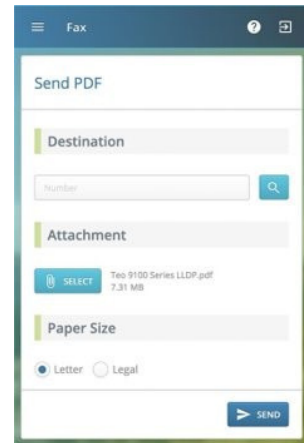 Fax
Send PDF
Destination
Number
Attachment
SELECT
Teo 9100 Series LLDP.pdf
7.31 MB
Paper Size
Letter
Legal
SEND